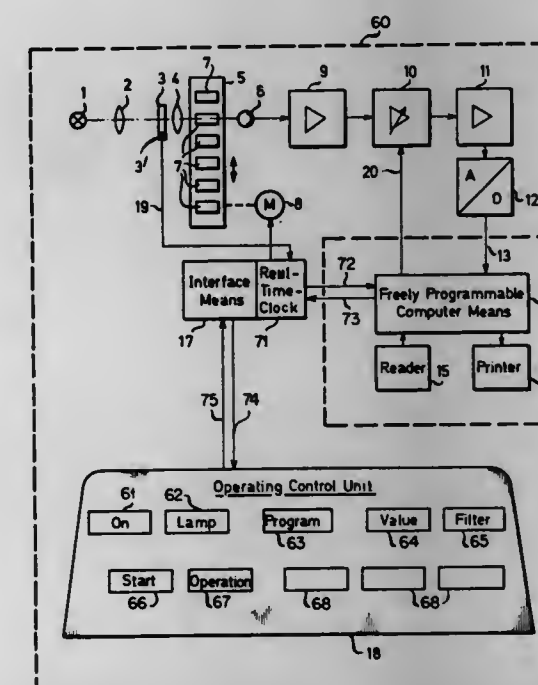 60
1 2 3 4 7 5 6 9 10 11
3'
7
7
A
D
12
20
19
M 8
13
Interface Means
Real-Time-Clock
72
73
17
71
Freely Programmable Computer Means
Reader
15
Printer
75
74
Operating Control Unit
61 62
On Lamp Program Value Filter
63 64 65
Start Operation
66 67 68 68
18